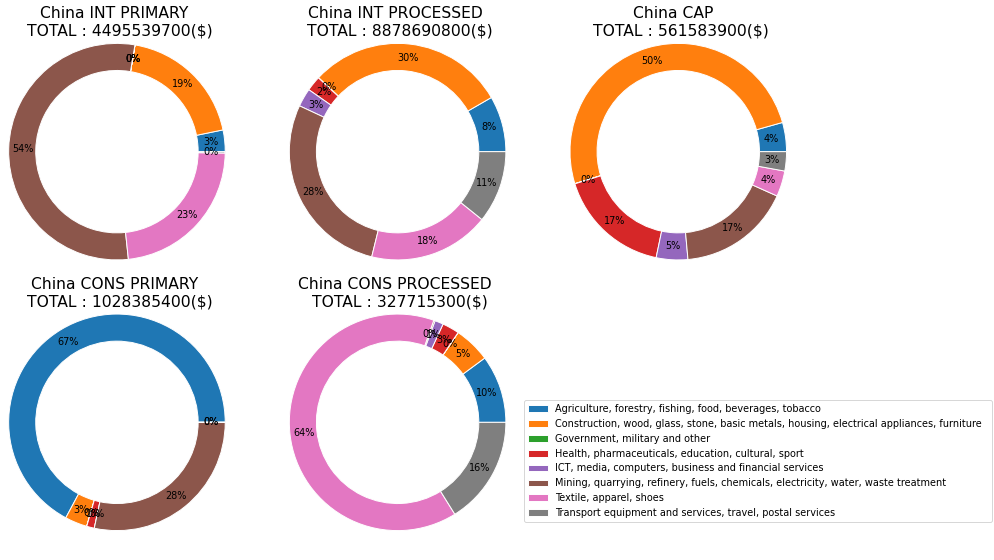 China INT PRIMARY
TOTAL : 4495539700($)
0%
19%
3%
0%
54%
23%
China INT PROCESSED
TOTAL : 8878690800($)
30%
0%
2%
3%
8%
28%
11%
18%
China CAP
TOTAL : 561583900($)
50%
4%
3%
0%
4%
17%
17%
5%
China CONS PRIMARY
TOTAL : 1028385400($)
67%
0%
28%
3%
China CONS PROCESSED
TOTAL : 327715300($)
0%
3%
0%
5%
10%
64%
16%
Agriculture, forestry, fishing, food, beverages, tobacco
Construction, wood, glass, stone, basic metals, housing, electrical appliances, furniture
Government, military and other
Health, pharmaceuticals, education, cultural, sport
ICT, media, computers, business and financial services
Mining, quarrying, refinery, fuels, chemicals, electricity, water, waste treatment
Textile, apparel, shoes
Transport equipment and services, travel, postal services